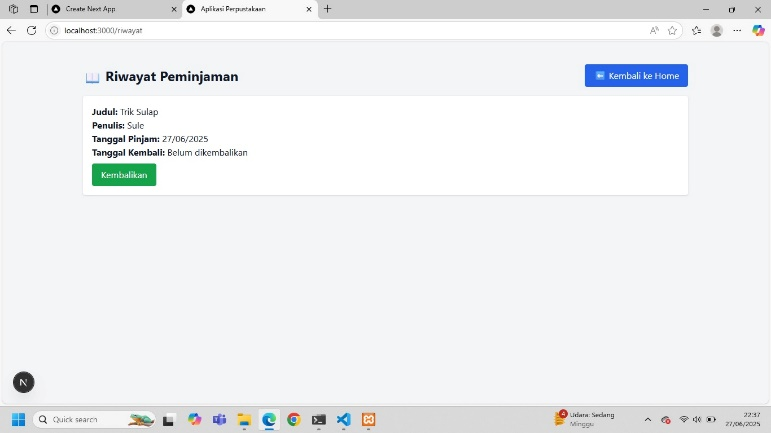 Create Next App
Aplikasi Perpustakaan
localhost:3000/riwayat
📖 Riwayat Peminjaman
⬅ Kembali ke Home
Judul: Trik Sulap
Penulis: Sule
Tanggal Pinjam: 27/06/2025
Tanggal Kembali: Belum dikembalikan
Kembalikan
N
Quick search
4
Udara: Sedang
Minggu
22:37
27/06/2025